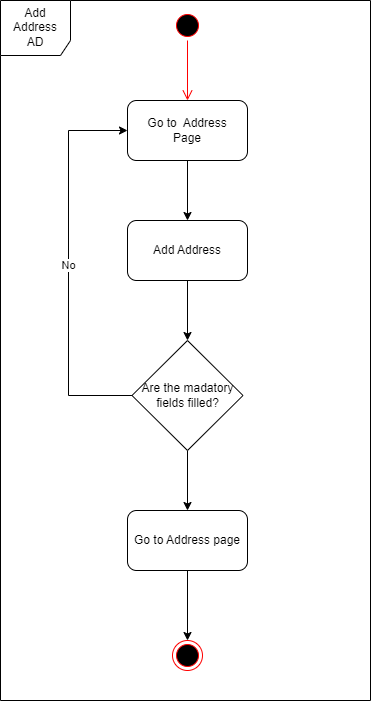 Add
Address
AD
Go to Address
Page
Add Address
No
Are the madatory
fields filled?
Go to Address page